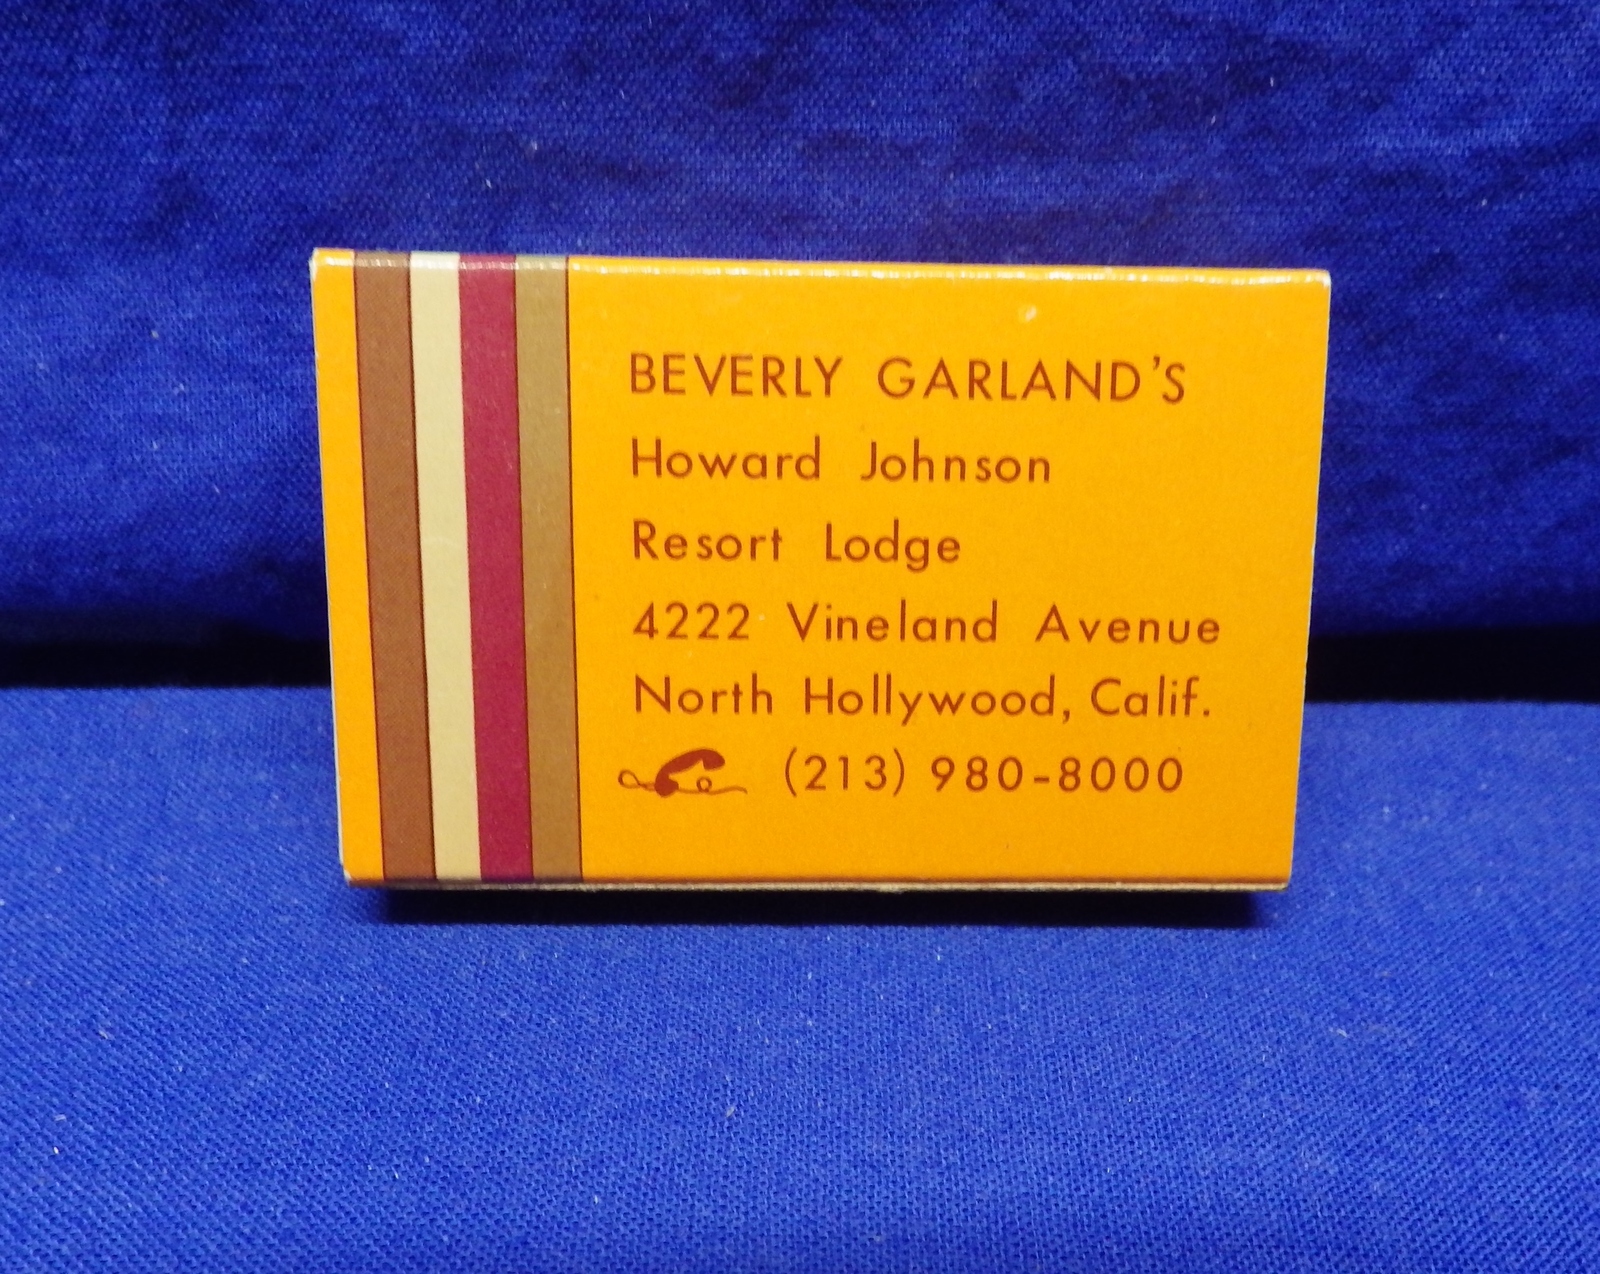 BEVERLY GARLAND'S
Howard Johnson
Resort Lodge
4222 Vineland Avenue
North Hollywood, Calif.
(213) 980-8000